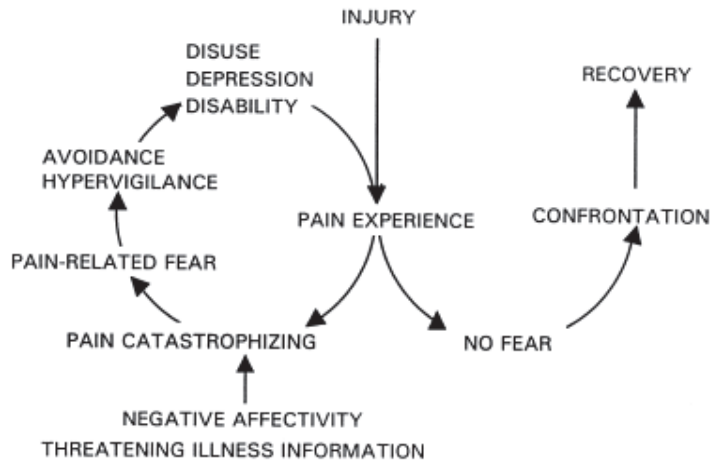 INJURY
DISUSE
DEPRESSION
DISABILITY
RECOVERY
AVOIDANCE
HYPERVIGILANCE
PAIN EXPERIENCE
CONFRONTATION
PAIN-RELATED FEAR
PAIN CATASTROPHIZING
NO FEAR
NEGATIVE AFFECTIVITY
THREATENING ILLNESS INFORMATION